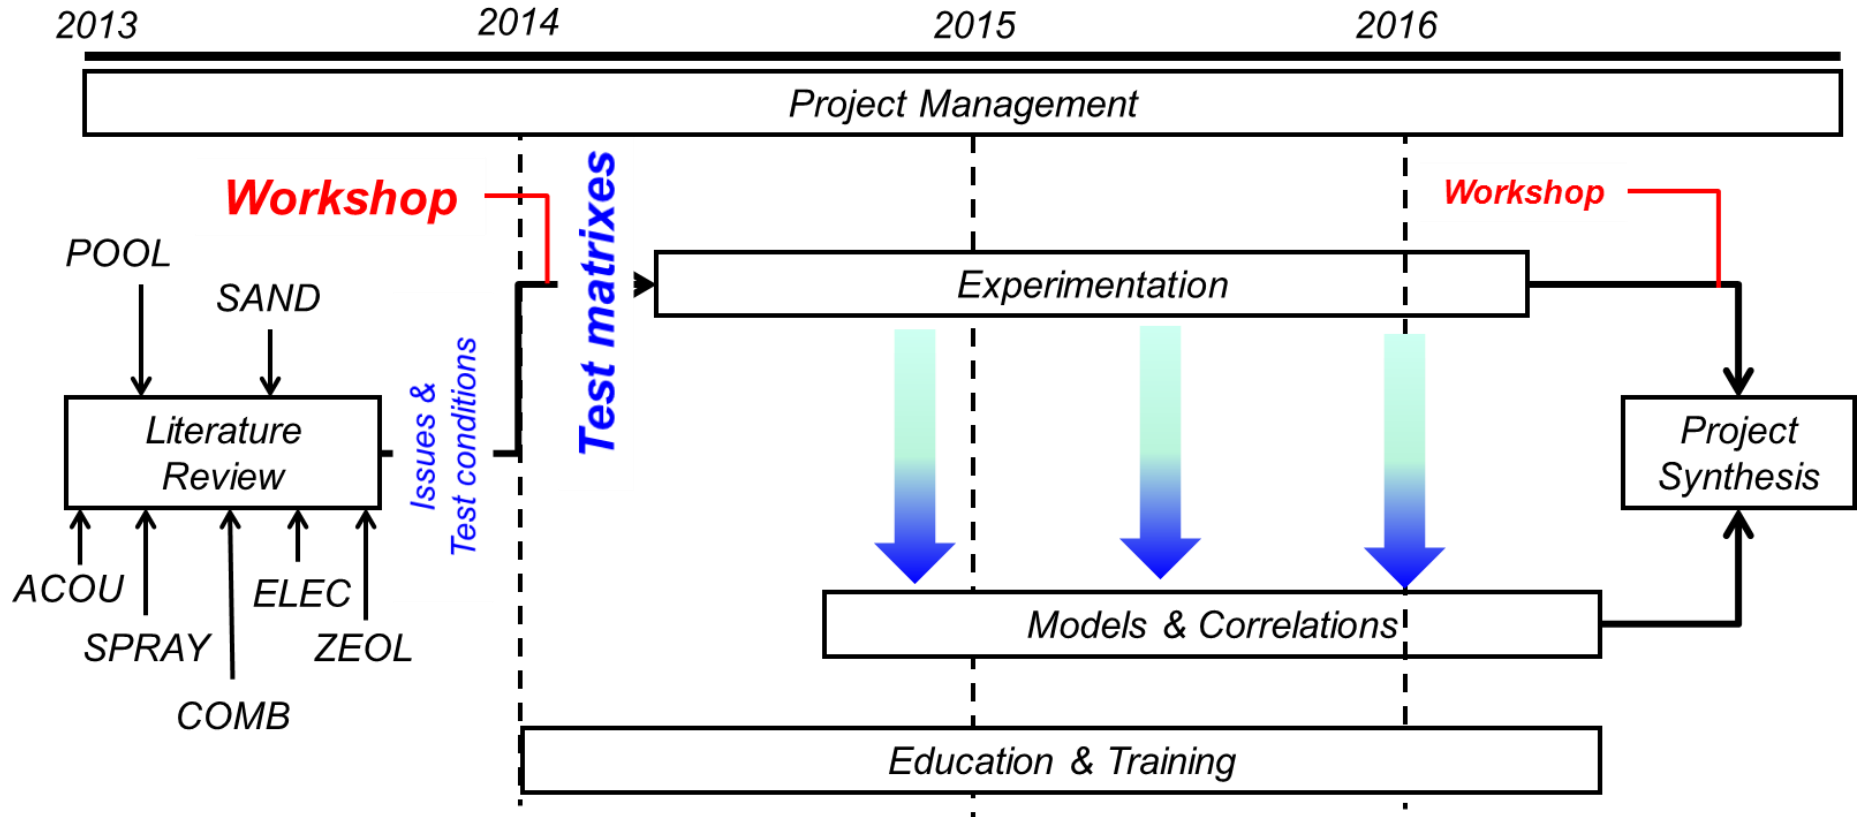 2013
2014
2015
2016
Project Management
Workshop
Workshop
Test matrixes
POOL
SAND
Experimentation
Literature
Review
Issues &
Test conditions
Project
Synthesis
ACOU
ELEC
SPRAY
ZEOL
COMB
Models & Correlations
Education & Training